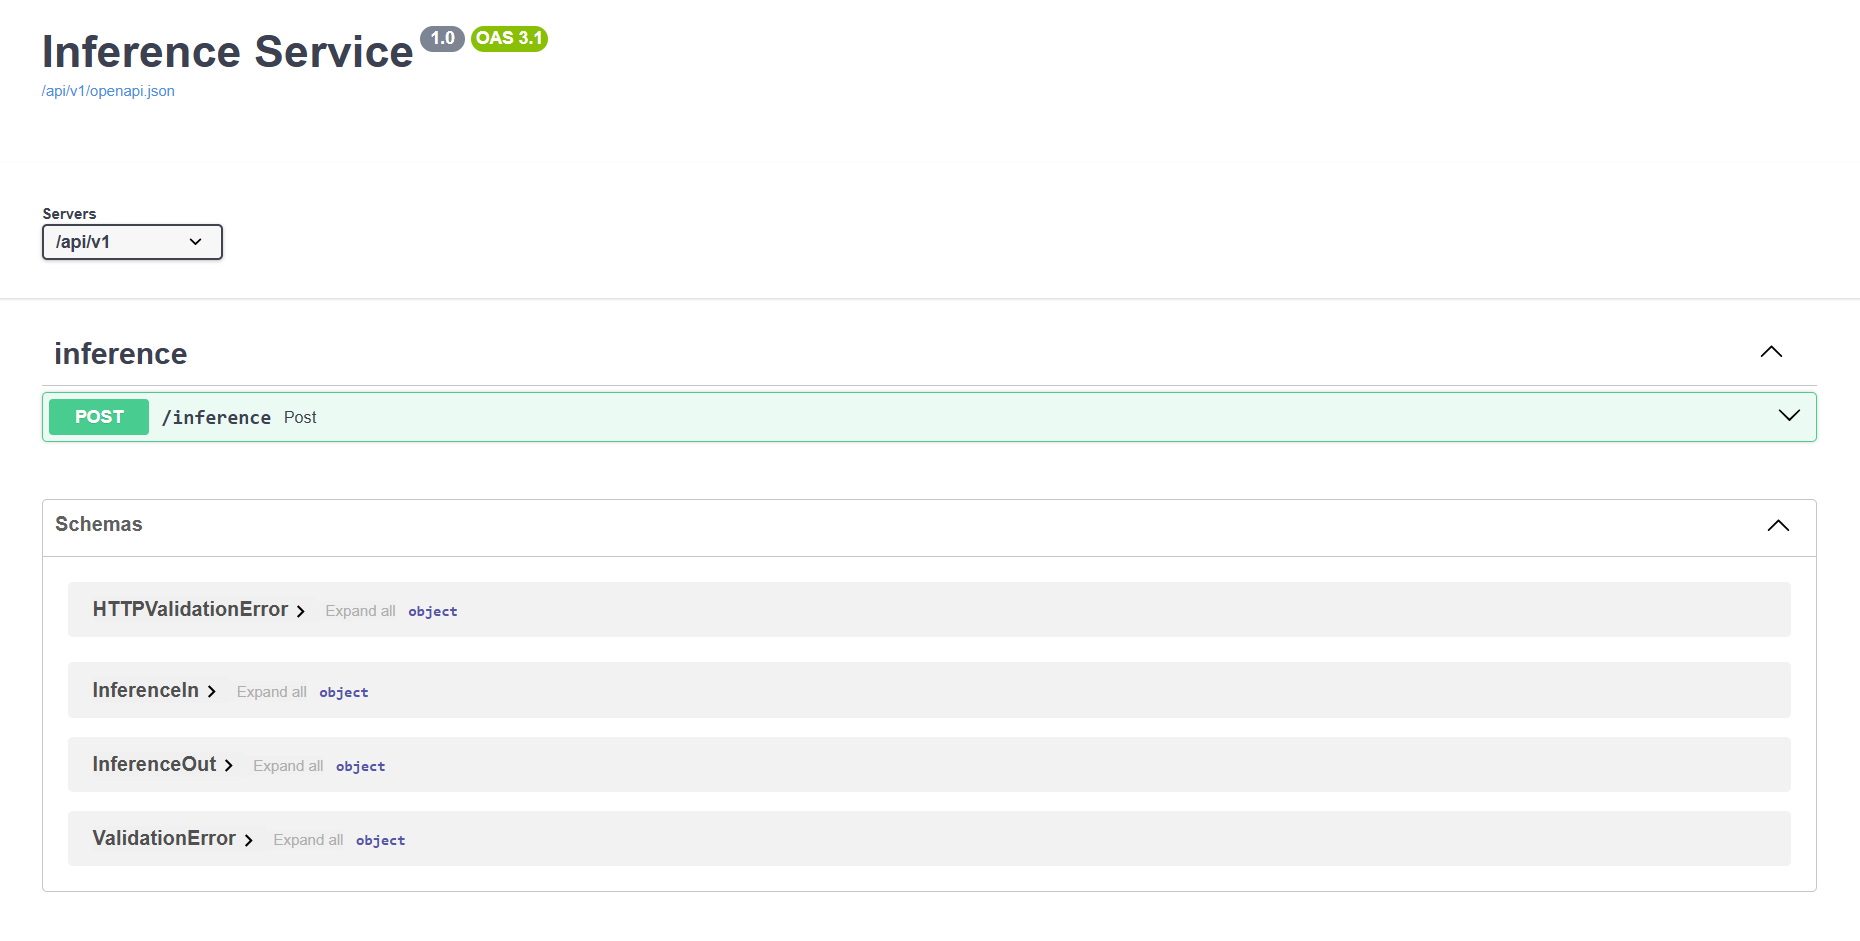 Inference Service 1.0 OAS 3.1
/api/v1/openapi.json
Servers
/api/v1
inference
POST /inference Post
Schemas
HTTPValidationError Expand all object
InferenceIn Expand all object
InferenceOut Expand all object
ValidationError Expand all object